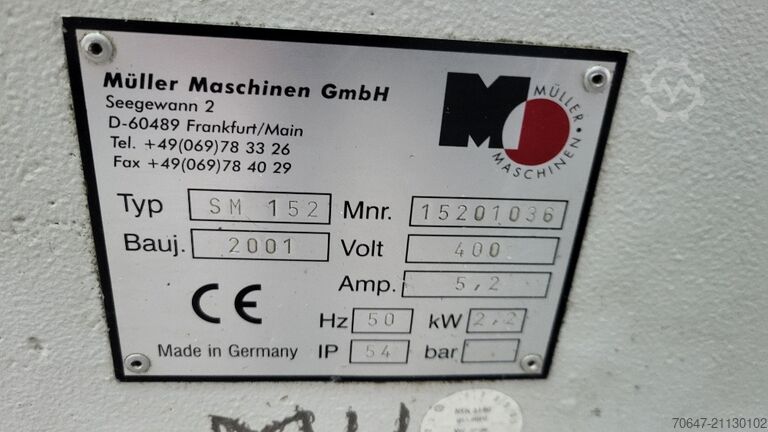 Müller Maschinen GmbH
Seegewann 2
D-60489 Frankfurt/Main
Tel. +49(069)78 33 26
Fax +49(069)78 40 29
M
MÜLLER • MASCHINEN •
Typ SM 152 Mnr. 15201036
Bauj. 2001 Volt 400
Amp. 5,2
CE Hz 50 kW 2,2
Made in Germany IP 54 bar
70647-21130102